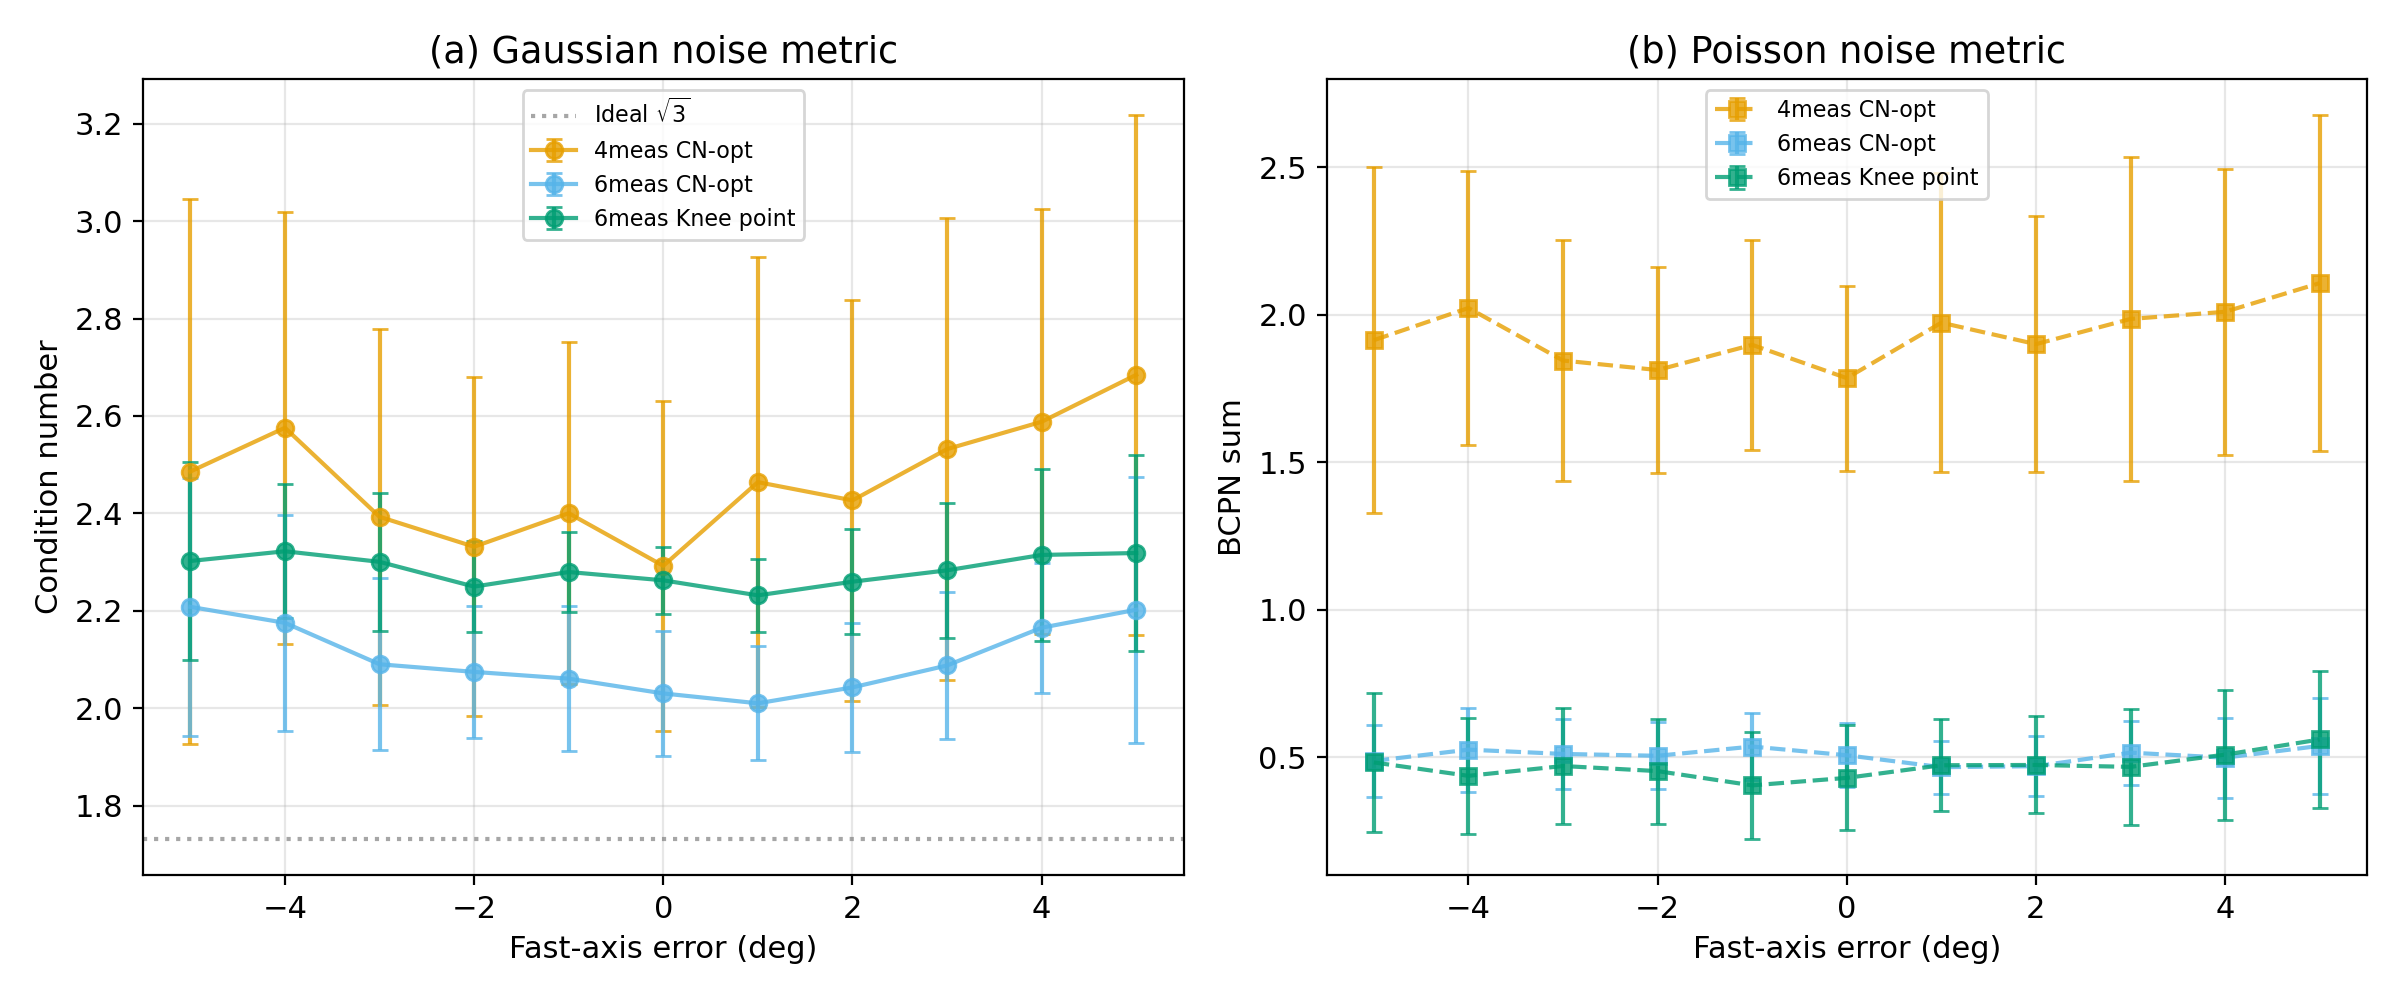 (a) Gaussian noise metric
Ideal √3
4meas CN-opt
6meas CN-opt
6meas Knee point
Condition number
3.2
3.0
2.8
2.6
2.4
2.2
2.0
1.8
−4
−2
0
2
4
Fast-axis error (deg)
(b) Poisson noise metric
4meas CN-opt
6meas CN-opt
6meas Knee point
BCPN sum
2.5
2.0
1.5
1.0
0.5
−4
−2
0
2
4
Fast-axis error (deg)